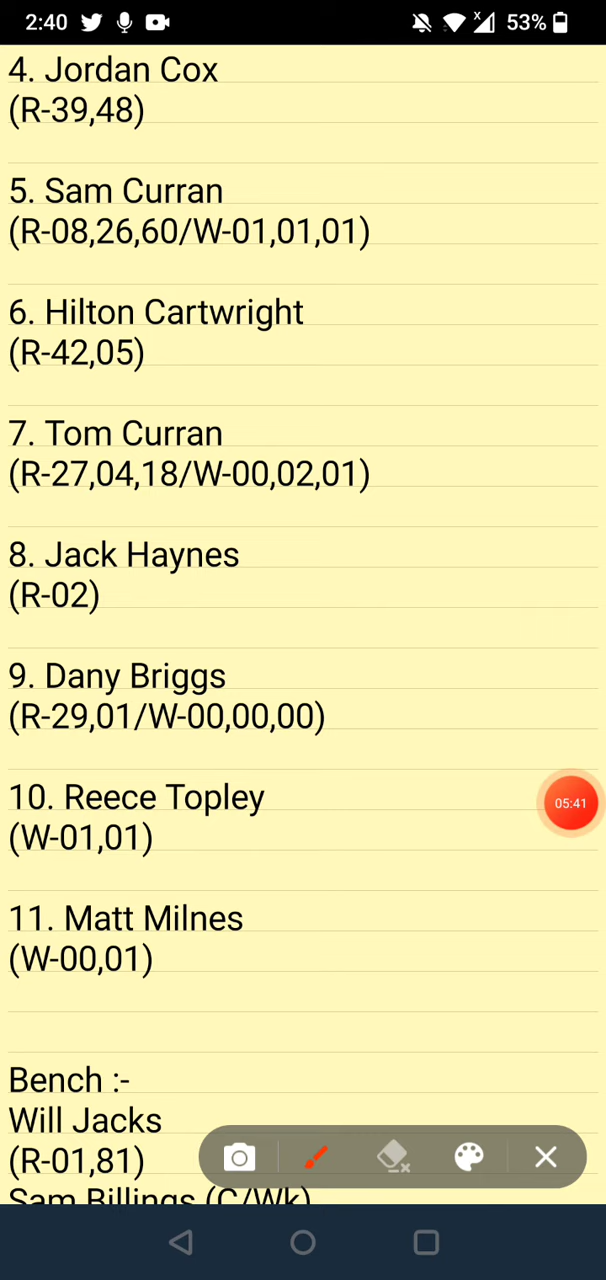 2:40 53%
4. Jordan Cox
(R-39,48)
5. Sam Curran
(R-08,26,60/W-01,01,01)
6. Hilton Cartwright
(R-42,05)
7. Tom Curran
(R-27,04,18/W-00,02,01)
8. Jack Haynes
(R-02)
9. Dany Briggs
(R-29,01/W-00,00,00)
10. Reece Topley
05:41
(W-01,01)
11. Matt Milnes
(W-00,01)
Bench :-
Will Jacks
(R-01,81)
Sam Billings (C/Wk)